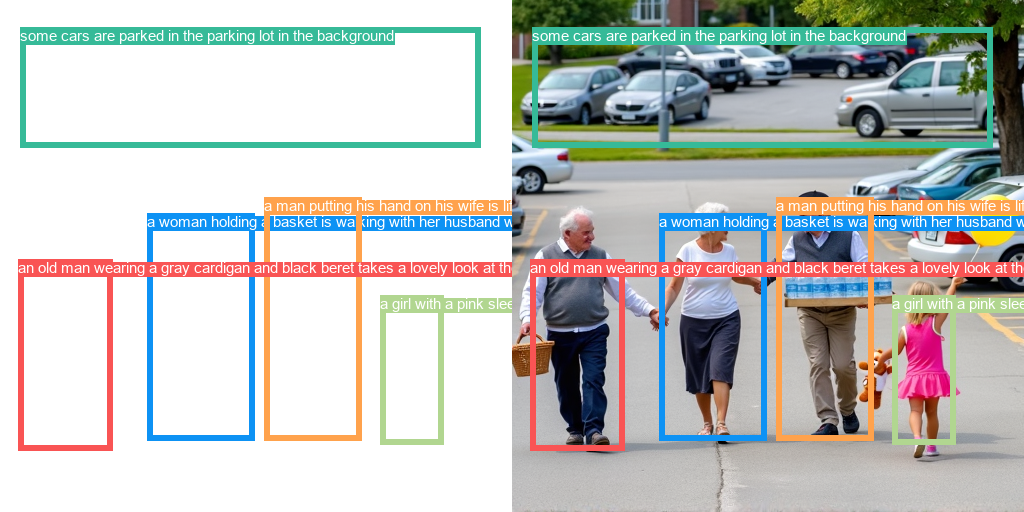 some cars are parked in the parking lot in the background
a man putting his hand on his wife is lif
a woman holding a basket is walking with her husband w
an old man wearing a gray cardigan and black beret takes a lovely look at th
a girl with a pink slee
some cars are parked in the parking lot in the background
a man putting his hand on his wife is lif
a woman holding a basket is walking with her husband w
an old man wearing a gray cardigan and black beret takes a lovely look at th
a girl with a pink slee